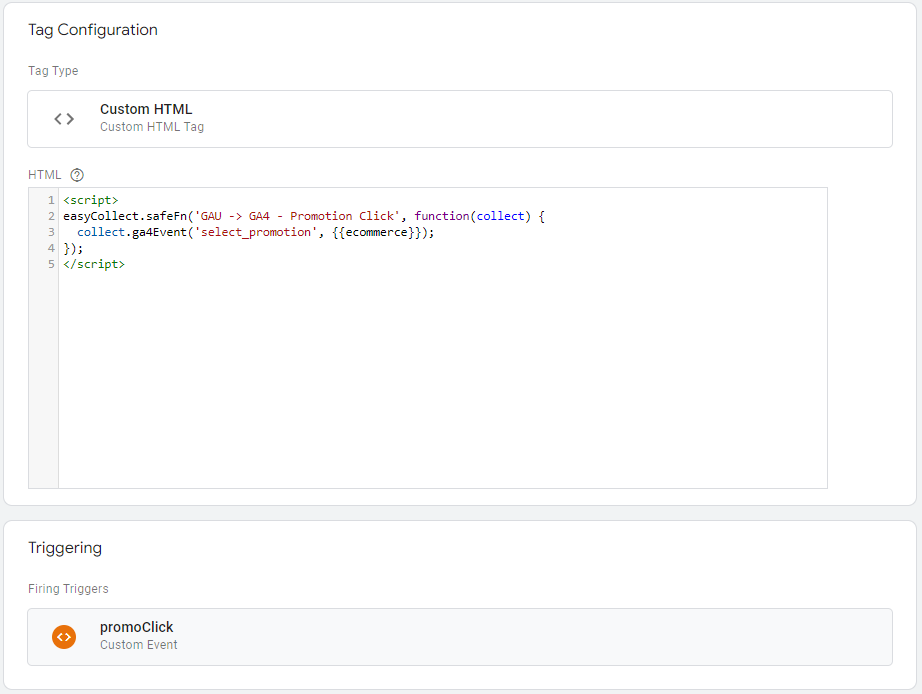 Tag Configuration
Tag Type
Custom HTML
Custom HTML Tag
HTML ?
1 <script>
2 easyCollect.safeFn('GAU -> GA4 - Promotion Click', function(collect) {
3   collect.ga4Event('select_promotion', {{ecommerce}});
4 });
5 </script>
Triggering
Firing Triggers
promoClick
Custom Event